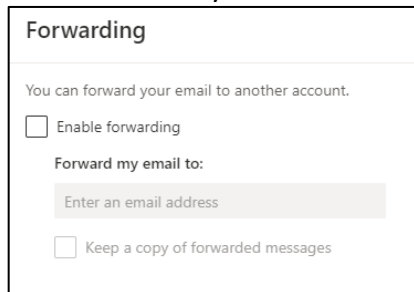 Forwarding
You can forward your email to another account.
Enable forwarding
Forward my email to:
Enter an email address
Keep a copy of forwarded messages